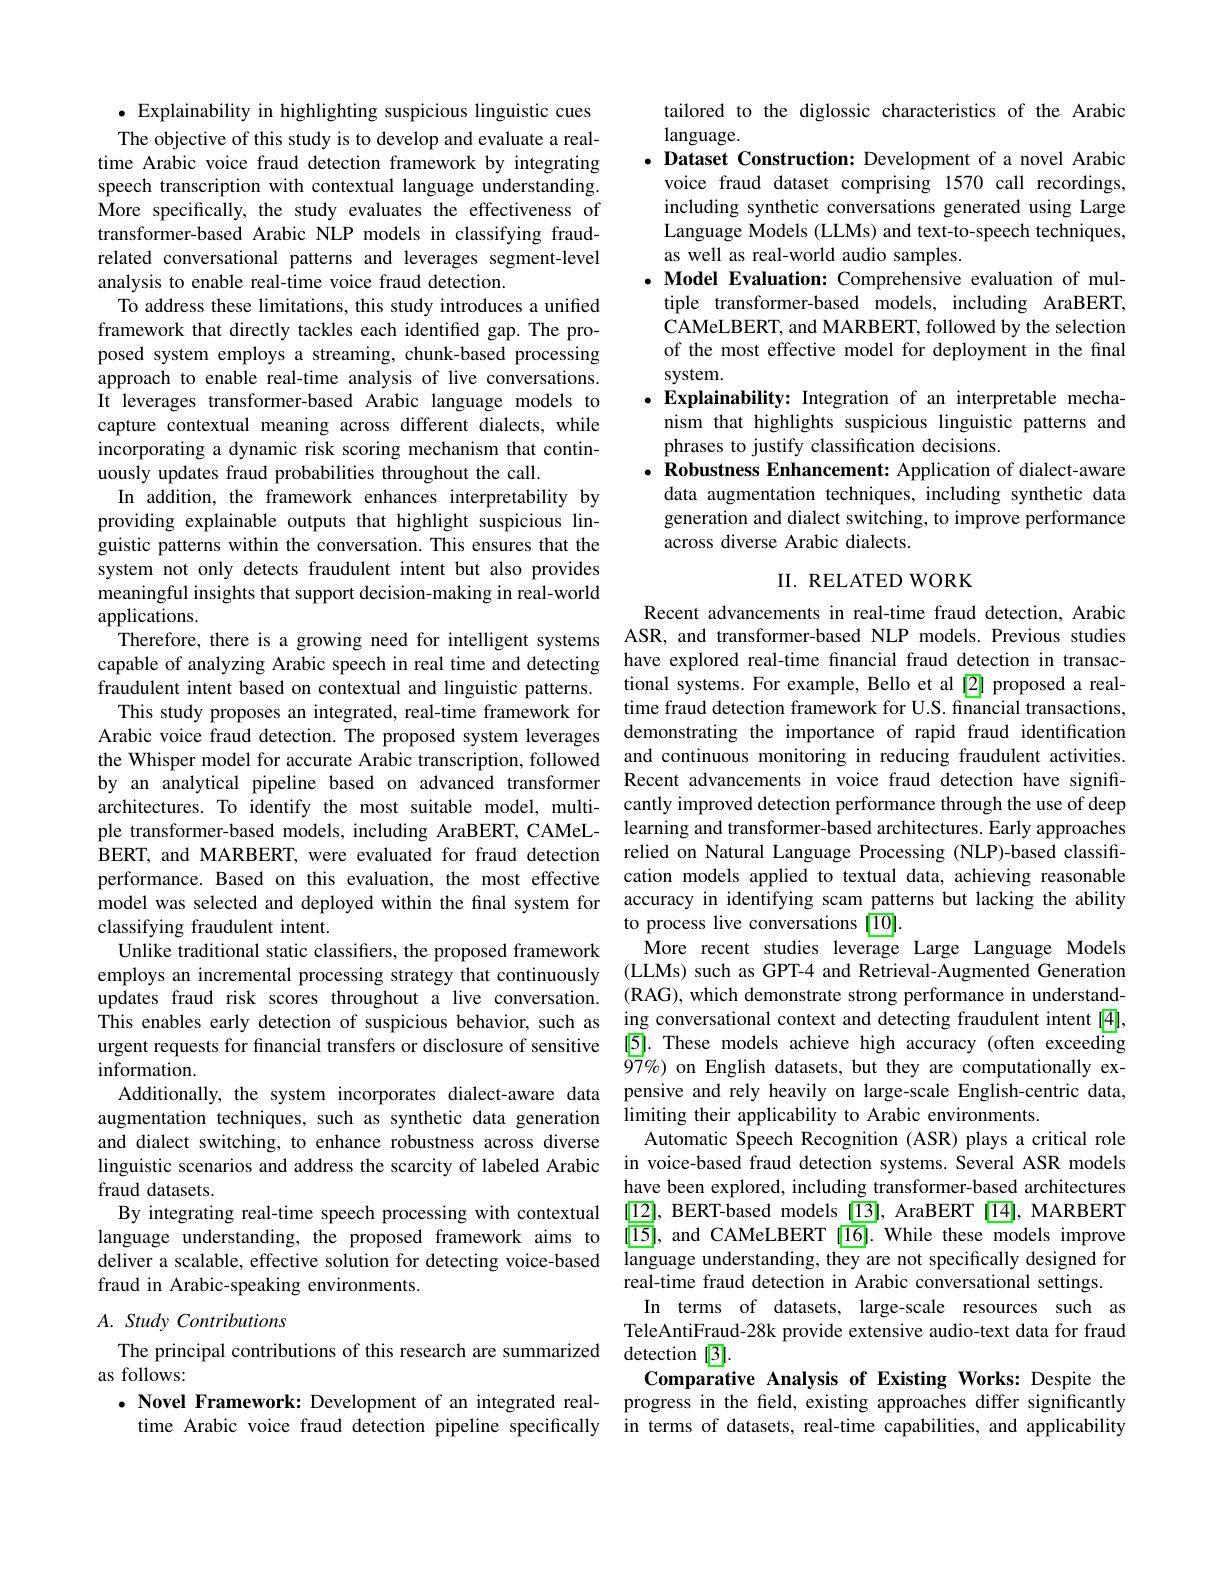 • Explainability in highlighting suspicious linguistic cues
The objective of this study is to develop and evaluate a real-
time Arabic voice fraud detection framework by integrating
speech transcription with contextual language understanding.
More specifically, the study evaluates the effectiveness of
transformer-based Arabic NLP models in classifying fraud-
related conversational patterns and leverages segment-level
analysis to enable real-time voice fraud detection.
To address these limitations, this study introduces a unified
framework that directly tackles each identified gap. The pro-
posed system employs a streaming, chunk-based processing
approach to enable real-time analysis of live conversations.
It leverages transformer-based Arabic language models to
capture contextual meaning across different dialects, while
incorporating a dynamic risk scoring mechanism that contin-
uously updates fraud probabilities throughout the call.
In addition, the framework enhances interpretability by
providing explainable outputs that highlight suspicious lin-
guistic patterns within the conversation. This ensures that the
system not only detects fraudulent intent but also provides
meaningful insights that support decision-making in real-world
applications.
Therefore, there is a growing need for intelligent systems
capable of analyzing Arabic speech in real time and detecting
fraudulent intent based on contextual and linguistic patterns.
This study proposes an integrated, real-time framework for
Arabic voice fraud detection. The proposed system leverages
the Whisper model for accurate Arabic transcription, followed
by an analytical pipeline based on advanced transformer
architectures. To identify the most suitable model, multi-
ple transformer-based models, including AraBERT, CAMeL-
BERT, and MARBERT, were evaluated for fraud detection
performance. Based on this evaluation, the most effective
model was selected and deployed within the final system for
classifying fraudulent intent.
Unlike traditional static classifiers, the proposed framework
employs an incremental processing strategy that continuously
updates fraud risk scores throughout a live conversation.
This enables early detection of suspicious behavior, such as
urgent requests for financial transfers or disclosure of sensitive
information.
Additionally, the system incorporates dialect-aware data
augmentation techniques, such as synthetic data generation
and dialect switching, to enhance robustness across diverse
linguistic scenarios and address the scarcity of labeled Arabic
fraud datasets.
By integrating real-time speech processing with contextual
language understanding, the proposed framework aims to
deliver a scalable, effective solution for detecting voice-based
fraud in Arabic-speaking environments.
A. Study Contributions
The principal contributions of this research are summarized
as follows:
• Novel Framework: Development of an integrated real-
time Arabic voice fraud detection pipeline specifically
tailored to the diglossic characteristics of the Arabic
language.
• Dataset Construction: Development of a novel Arabic
voice fraud dataset comprising 1570 call recordings,
including synthetic conversations generated using Large
Language Models (LLMs) and text-to-speech techniques,
as well as real-world audio samples.
• Model Evaluation: Comprehensive evaluation of mul-
tiple transformer-based models, including AraBERT,
CAMeLBERT, and MARBERT, followed by the selection
of the most effective model for deployment in the final
system.
• Explainability: Integration of an interpretable mecha-
nism that highlights suspicious linguistic patterns and
phrases to justify classification decisions.
• Robustness Enhancement: Application of dialect-aware
data augmentation techniques, including synthetic data
generation and dialect switching, to improve performance
across diverse Arabic dialects.
II. RELATED WORK
Recent advancements in real-time fraud detection, Arabic
ASR, and transformer-based NLP models. Previous studies
have explored real-time financial fraud detection in transac-
tional systems. For example, Bello et al [2] proposed a real-
time fraud detection framework for U.S. financial transactions,
demonstrating the importance of rapid fraud identification
and continuous monitoring in reducing fraudulent activities.
Recent advancements in voice fraud detection have signifi-
cantly improved detection performance through the use of deep
learning and transformer-based architectures. Early approaches
relied on Natural Language Processing (NLP)-based classifi-
cation models applied to textual data, achieving reasonable
accuracy in identifying scam patterns but lacking the ability
to process live conversations [10].
More recent studies leverage Large Language Models
(LLMs) such as GPT-4 and Retrieval-Augmented Generation
(RAG), which demonstrate strong performance in understand-
ing conversational context and detecting fraudulent intent [4],
[5]. These models achieve high accuracy (often exceeding
97%) on English datasets, but they are computationally ex-
pensive and rely heavily on large-scale English-centric data,
limiting their applicability to Arabic environments.
Automatic Speech Recognition (ASR) plays a critical role
in voice-based fraud detection systems. Several ASR models
have been explored, including transformer-based architectures
[12], BERT-based models [13], AraBERT [14], MARBERT
[15], and CAMeLBERT [16]. While these models improve
language understanding, they are not specifically designed for
real-time fraud detection in Arabic conversational settings.
In terms of datasets, large-scale resources such as
TeleAntiFraud-28k provide extensive audio-text data for fraud
detection [3].
Comparative Analysis of Existing Works: Despite the
progress in the field, existing approaches differ significantly
in terms of datasets, real-time capabilities, and applicability